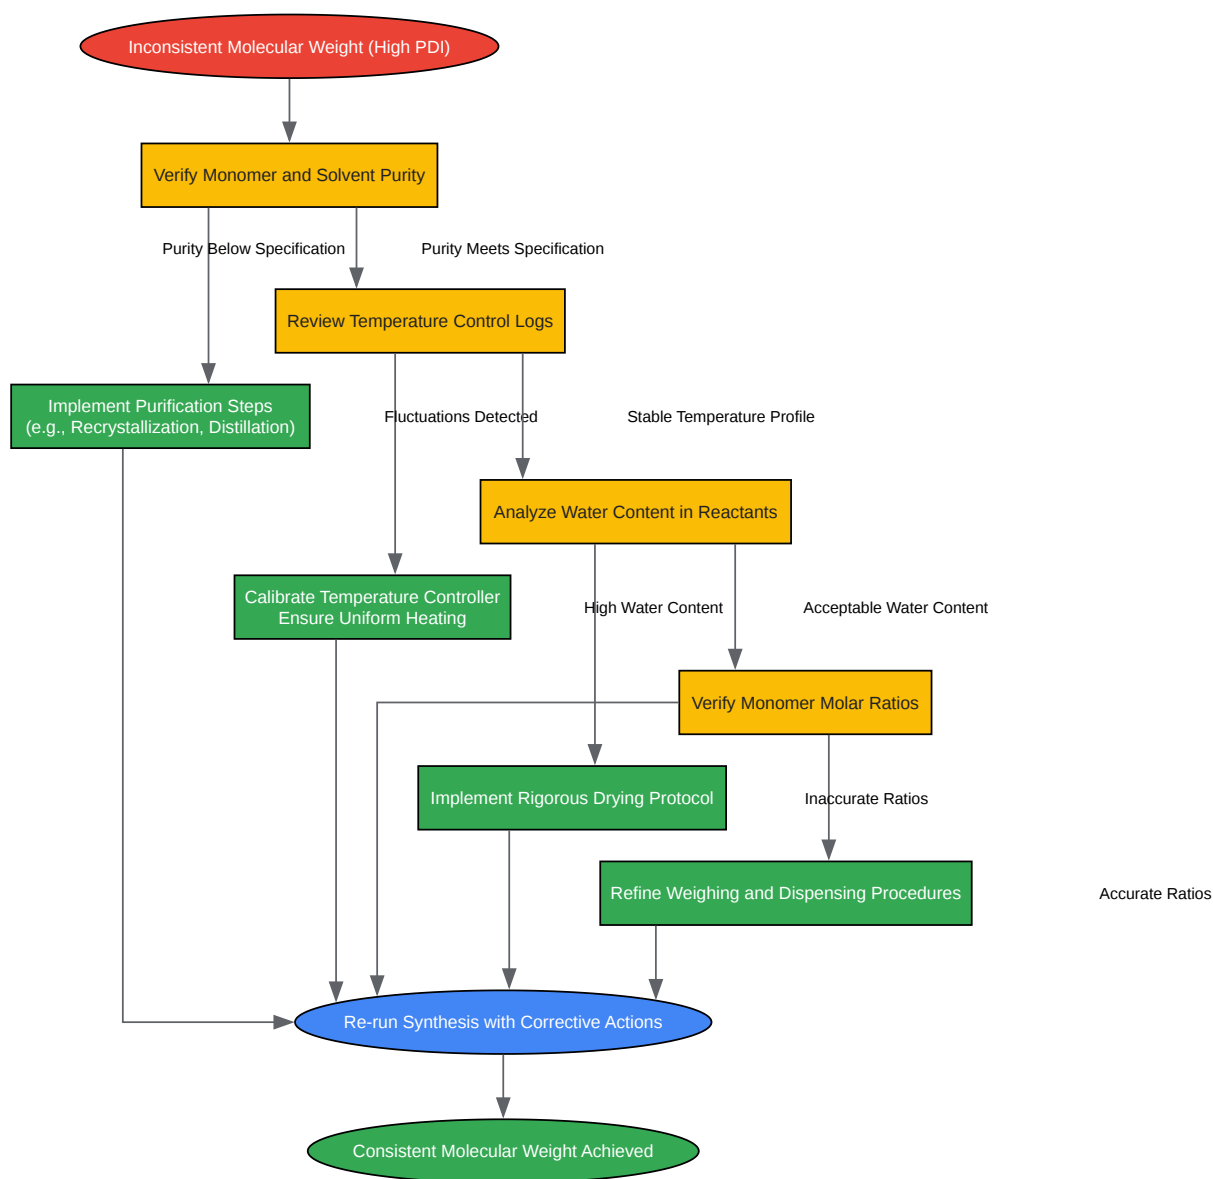 Inconsistent Molecular Weight (High PDI)
Verify Monomer and Solvent Purity
Purity Below Specification
Purity Meets Specification
Review Temperature Control Logs
Implement Purification Steps
(e.g., Recrystallization, Distillation)
Fluctuations Detected
Stable Temperature Profile
Analyze Water Content in Reactants
Calibrate Temperature Controller
Ensure Uniform Heating
High Water Content
Acceptable Water Content
Verify Monomer Molar Ratios
Implement Rigorous Drying Protocol
Inaccurate Ratios
Refine Weighing and Dispensing Procedures
Accurate Ratios
Re-run Synthesis with Corrective Actions
Consistent Molecular Weight Achieved